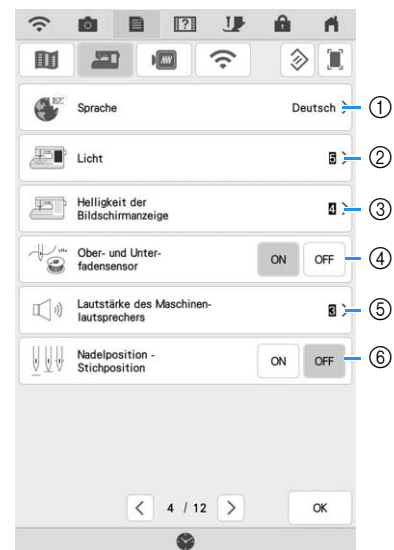 Sprache
Deutsch
①
Licht
5
②
Helligkeit der
Bildschirmanzeige
4
③
Ober- und Unter-
fadensensor
ON
OFF
④
Lautstärke des Maschinen-
lautsprechers
3
⑤
Nadelposition -
Stichposition
ON
OFF
⑥
4 / 12
OK